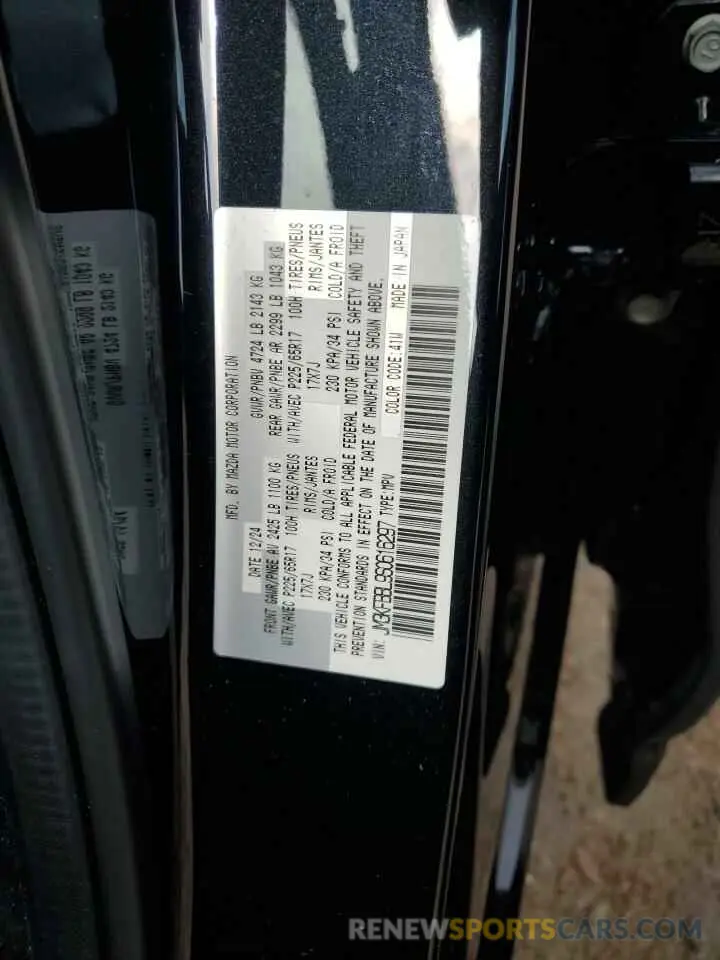 MFD. BY MAZDA MOTOR CORPORATION
DATE 12/24 GVWR/PNBV 4724 LB 2143 KG
FRONT GAWR/PNBE AV 2425 LB 1100 KG REAR GAWR/PNBE AR 2299 LB 1043 KG
WITH/AVEC P225/65R17 100H TIRES/PNEUS WITH/AVEC P225/65R17 100H TIRES/PNEUS
17X7J RIMS/JANTES 17X7J RIMS/JANTES
230 KPA/34 PSI COLD/A FROID 230 KPA/34 PSI COLD/A FROID
THIS VEHICLE CONFORMS TO ALL APPLICABLE FEDERAL MOTOR VEHICLE SAFETY AND THEFT
PREVENTION STANDARDS IN EFFECT ON THE DATE OF MANUFACTURE SHOWN ABOVE.
VIN: JM3KFBBL9S0616297 TYPE:MPV COLOR CODE:41W MADE IN JAPAN
RENEWSPORTSCARS.COM